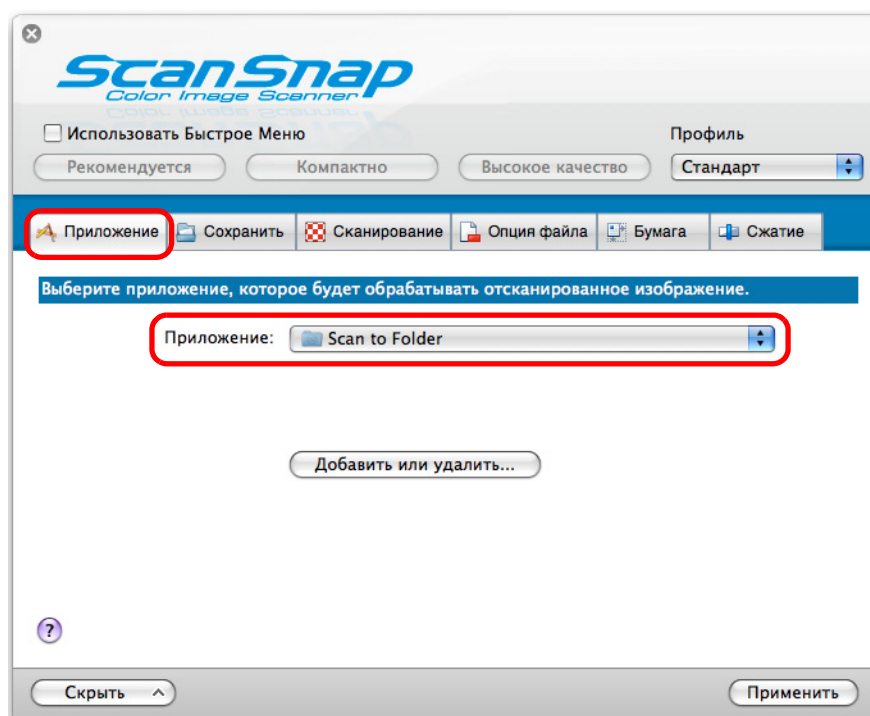 ScanSnap
Color Image Scanner
Использовать Быстрое Меню
Профиль
Рекомендуется Компактно Высокое качество Стандарт
Приложение Сохранить Сканирование Опция файла Бумага Сжатие
Выберите приложение, которое будет обрабатывать отсканированное изображение.
Приложение: Scan to Folder
Добавить или удалить...
?
Скрыть Применить